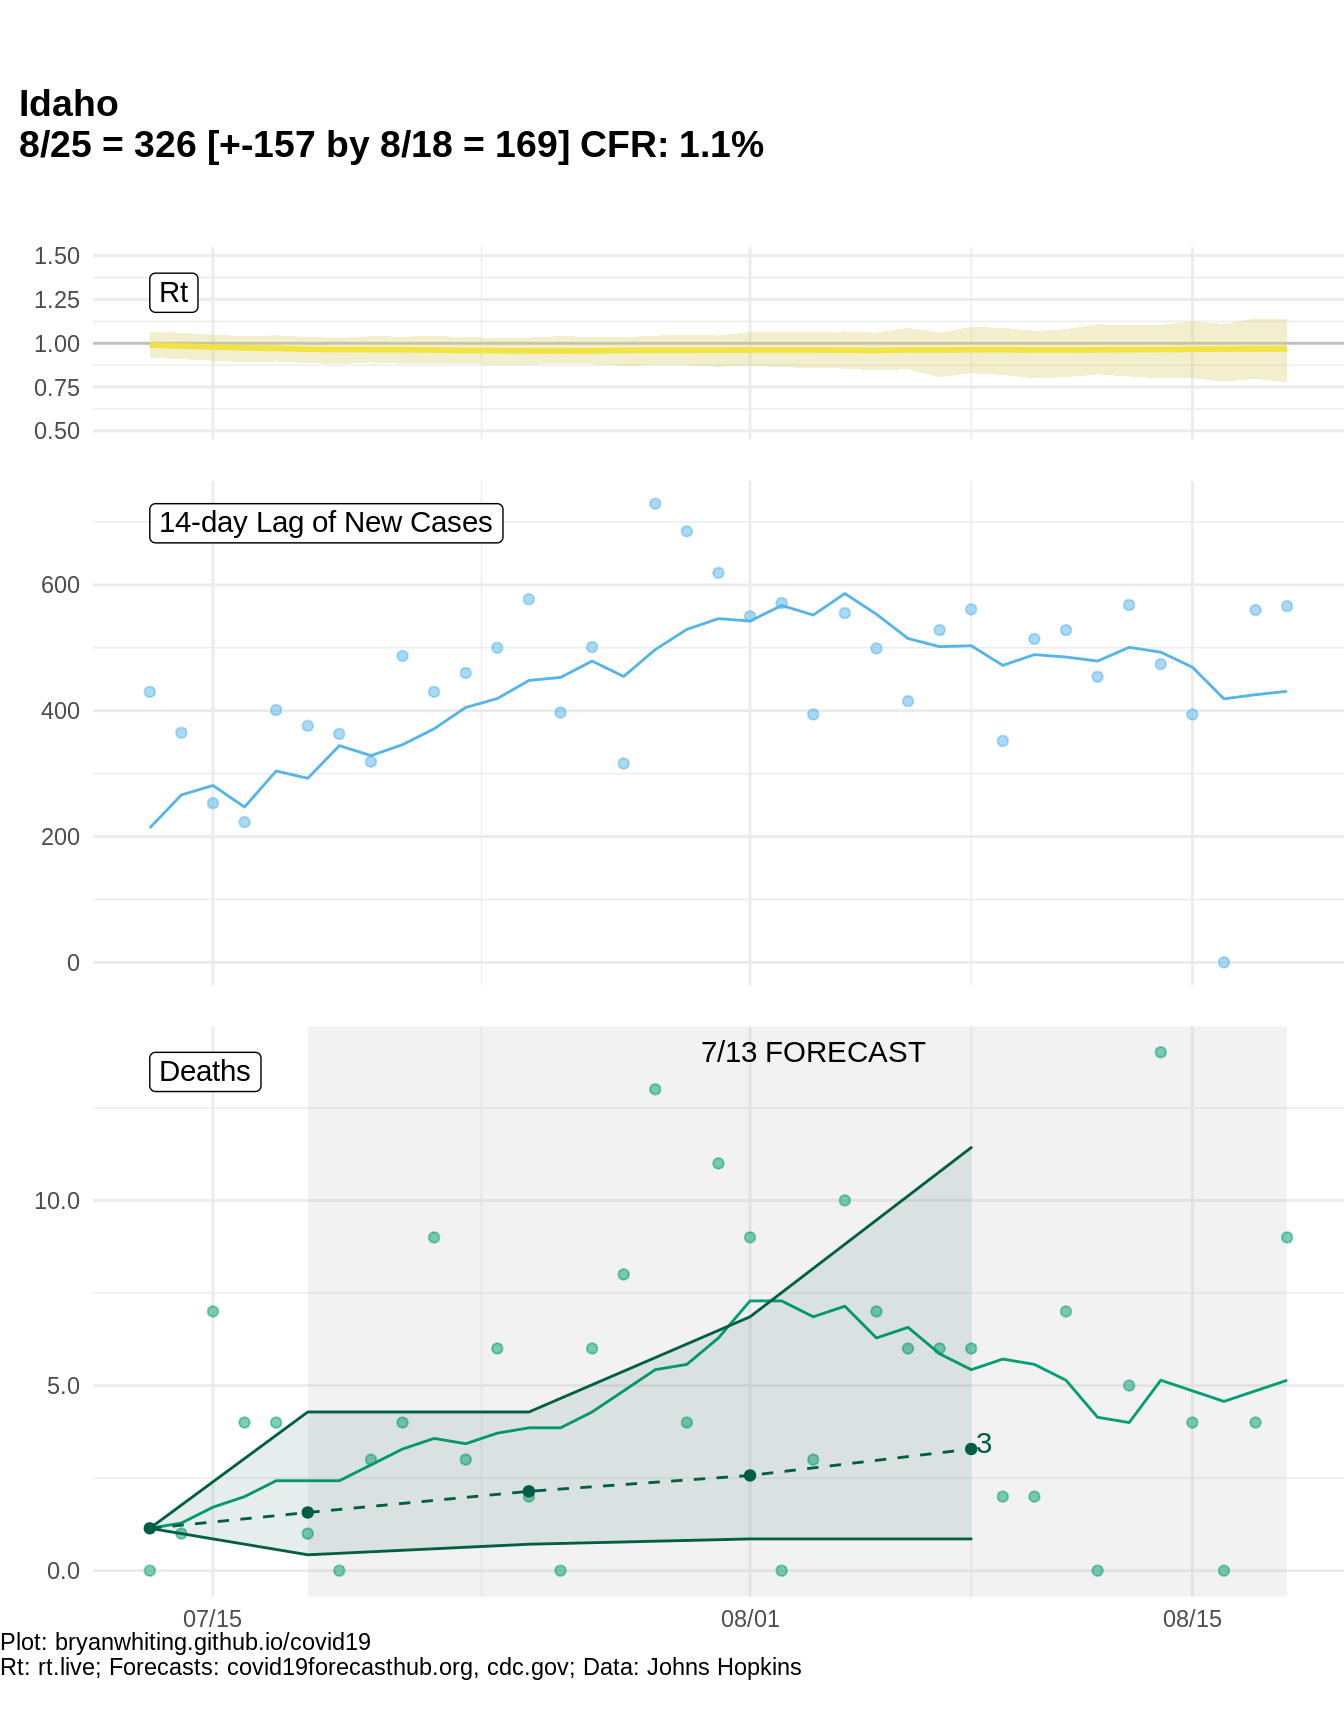 Idaho
8/25 = 326 [+-157 by 8/18 = 169] CFR: 1.1%
1.50
Rt
1.25
1.00
0.75
0.50
14-day Lag of New Cases
600
400
200
0
7/13 FORECAST
Deaths
10.0
5.0
3
0.0
07/15 08/01 08/15
Plot: bryanwhiting.github.io/covid19
Rt: rt.live; Forecasts: covid19forecasthub.org, cdc.gov; Data: Johns Hopkins